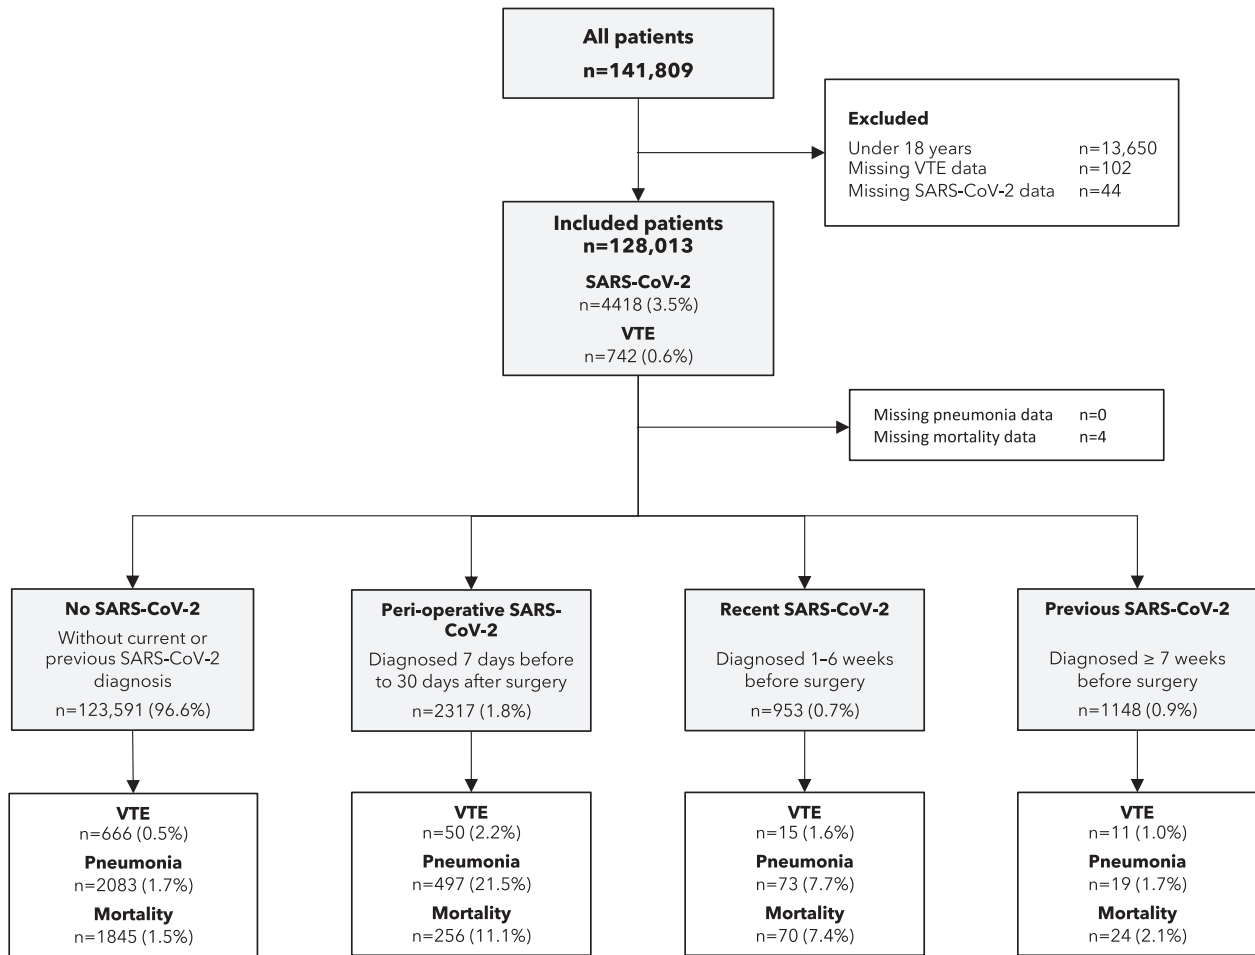 All patients
n=141,809
Excluded
Under 18 years n=13,650
Missing VTE data n=102
Missing SARS-CoV-2 data n=44
Included patients
n=128,013
SARS-CoV-2
n=4418 (3.5%)
VTE
n=742 (0.6%)
Missing pneumonia data n=0
Missing mortality data n=4
No SARS-CoV-2
Without current or
previous SARS-CoV-2
diagnosis
n=123,591 (96.6%)
Peri-operative SARS-
CoV-2
Diagnosed 7 days before
to 30 days after surgery
n=2317 (1.8%)
Recent SARS-CoV-2
Diagnosed 1–6 weeks
before surgery
n=953 (0.7%)
Previous SARS-CoV-2
Diagnosed ≥ 7 weeks
before surgery
n=1148 (0.9%)
VTE
n=666 (0.5%)
Pneumonia
n=2083 (1.7%)
Mortality
n=1845 (1.5%)
VTE
n=50 (2.2%)
Pneumonia
n=497 (21.5%)
Mortality
n=256 (11.1%)
VTE
n=15 (1.6%)
Pneumonia
n=73 (7.7%)
Mortality
n=70 (7.4%)
VTE
n=11 (1.0%)
Pneumonia
n=19 (1.7%)
Mortality
n=24 (2.1%)